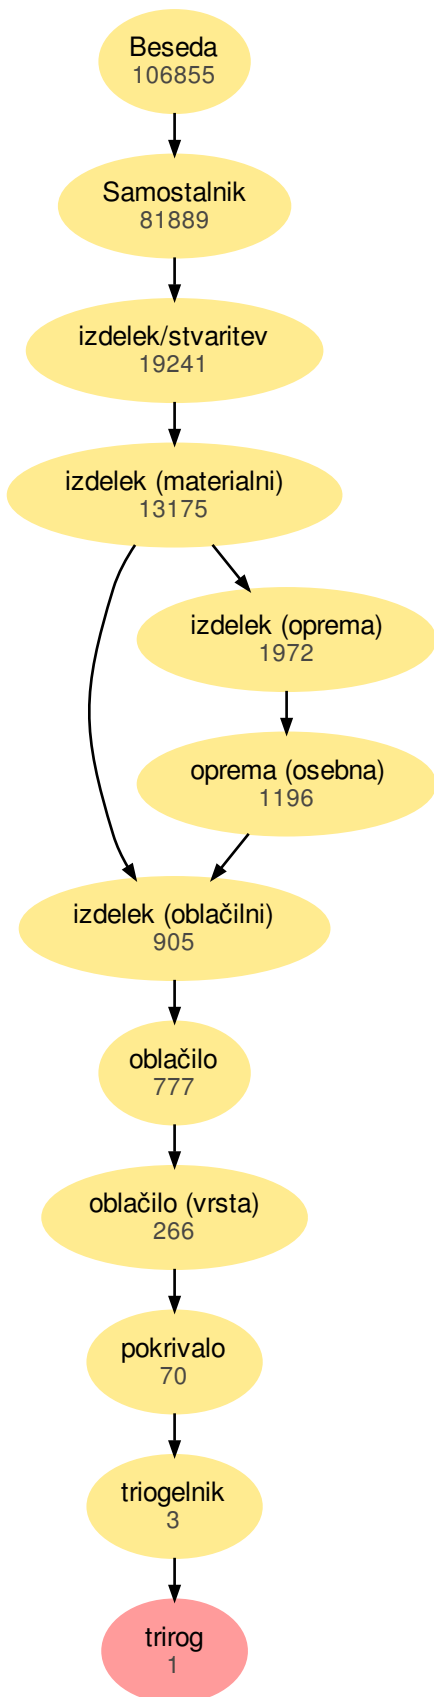 Beseda
106855
Samostalnik
81889
izdelek/stvaritev
19241
izdelek (materialni)
13175
izdelek (oprema)
1972
oprema (osebna)
1196
izdelek (oblačilni)
905
oblačilo
777
oblačilo (vrsta)
266
pokrivalo
70
triogelnik
3
trirog
1